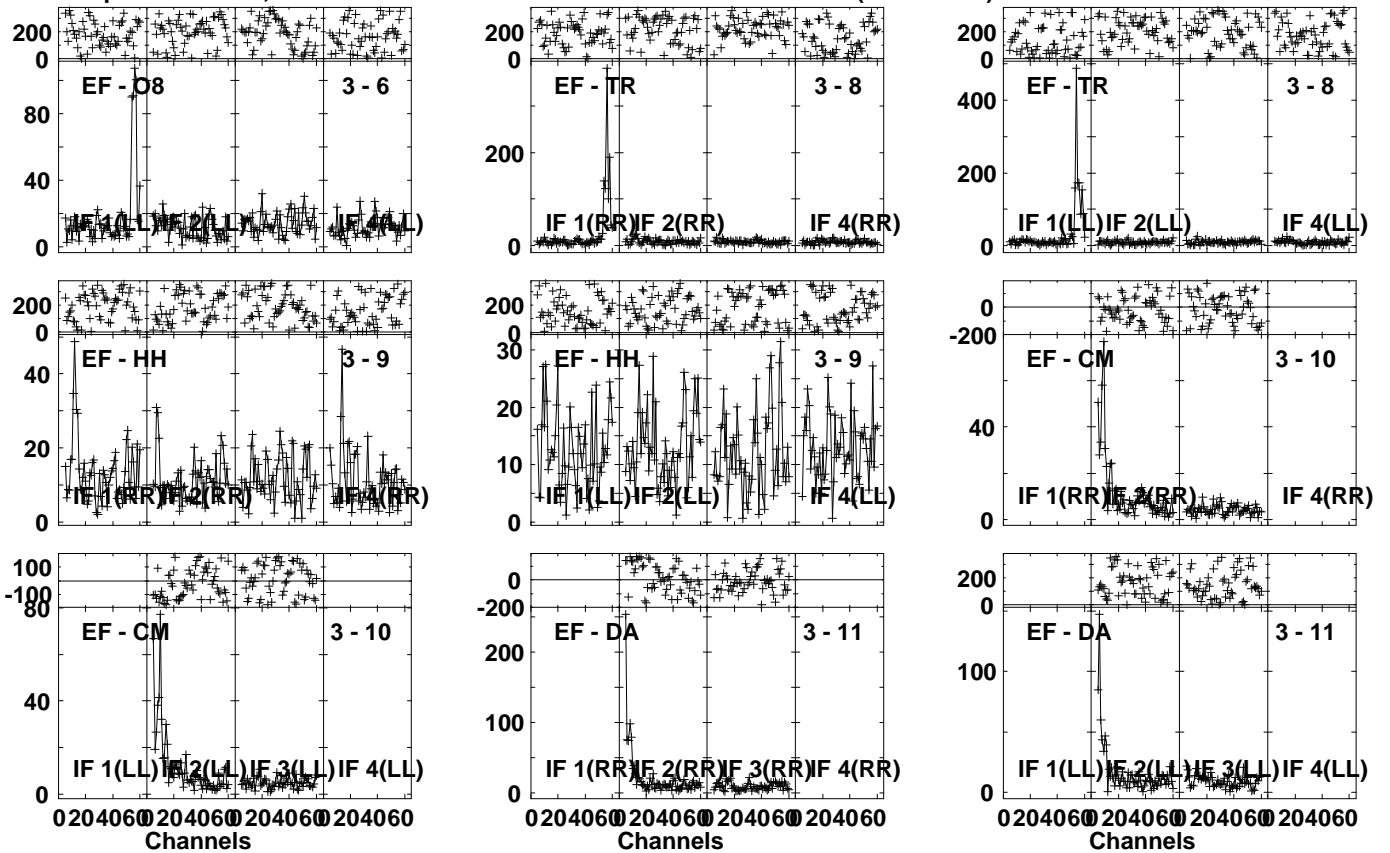 200
0
EF - O8 3 - 6
80
40
0
IF 1(LL) IF 2(LL) IF 4(LL)
200
0
EF - TR 3 - 8
200
0
IF 1(RR) IF 2(RR) IF 4(RR)
200
0
EF - TR 3 - 8
400
200
0
IF 1(LL) IF 2(LL) IF 4(LL)
200
0
EF - HH 3 - 9
40
20
0
IF 1(RR) IF 2(RR) IF 4(RR)
200
0
EF - HH 3 - 9
30
20
10
0
IF 1(LL) IF 2(LL) IF 4(LL)
0
-200
EF - CM 3 - 10
40
0
IF 1(RR) IF 2(RR) IF 4(RR)
100
-100
80
EF - CM 3 - 10
40
0
IF 1(LL) IF 2(LL) IF 3(LL) IF 4(LL)
0 20 40 60 0 20 40 60 0 20 40 60 0 20 40 60
Channels
0
-200
EF - DA 3 - 11
200
100
0
IF 1(RR) IF 2(RR) IF 3(RR) IF 4(RR)
0 20 40 60 0 20 40 60 0 20 40 60 0 20 40 60
Channels
200
0
EF - DA 3 - 11
100
0
IF 1(LL) IF 2(LL) IF 3(LL) IF 4(LL)
0 20 40 60 0 20 40 60 0 20 40 60 0 20 40 60
Channels